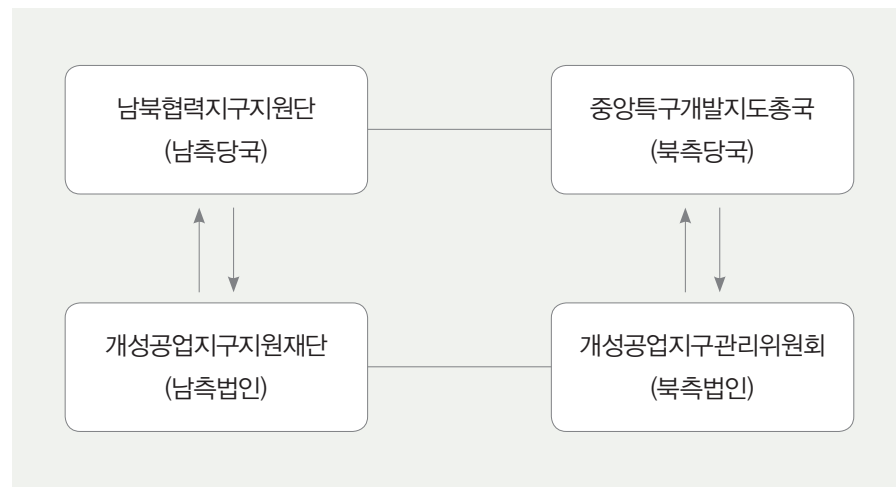 남북협력지구지원단
(남측당국)
중앙특구개발지도총국
(북측당국)
개성공업지구지원재단
(남측법인)
개성공업지구관리위원회
(북측법인)